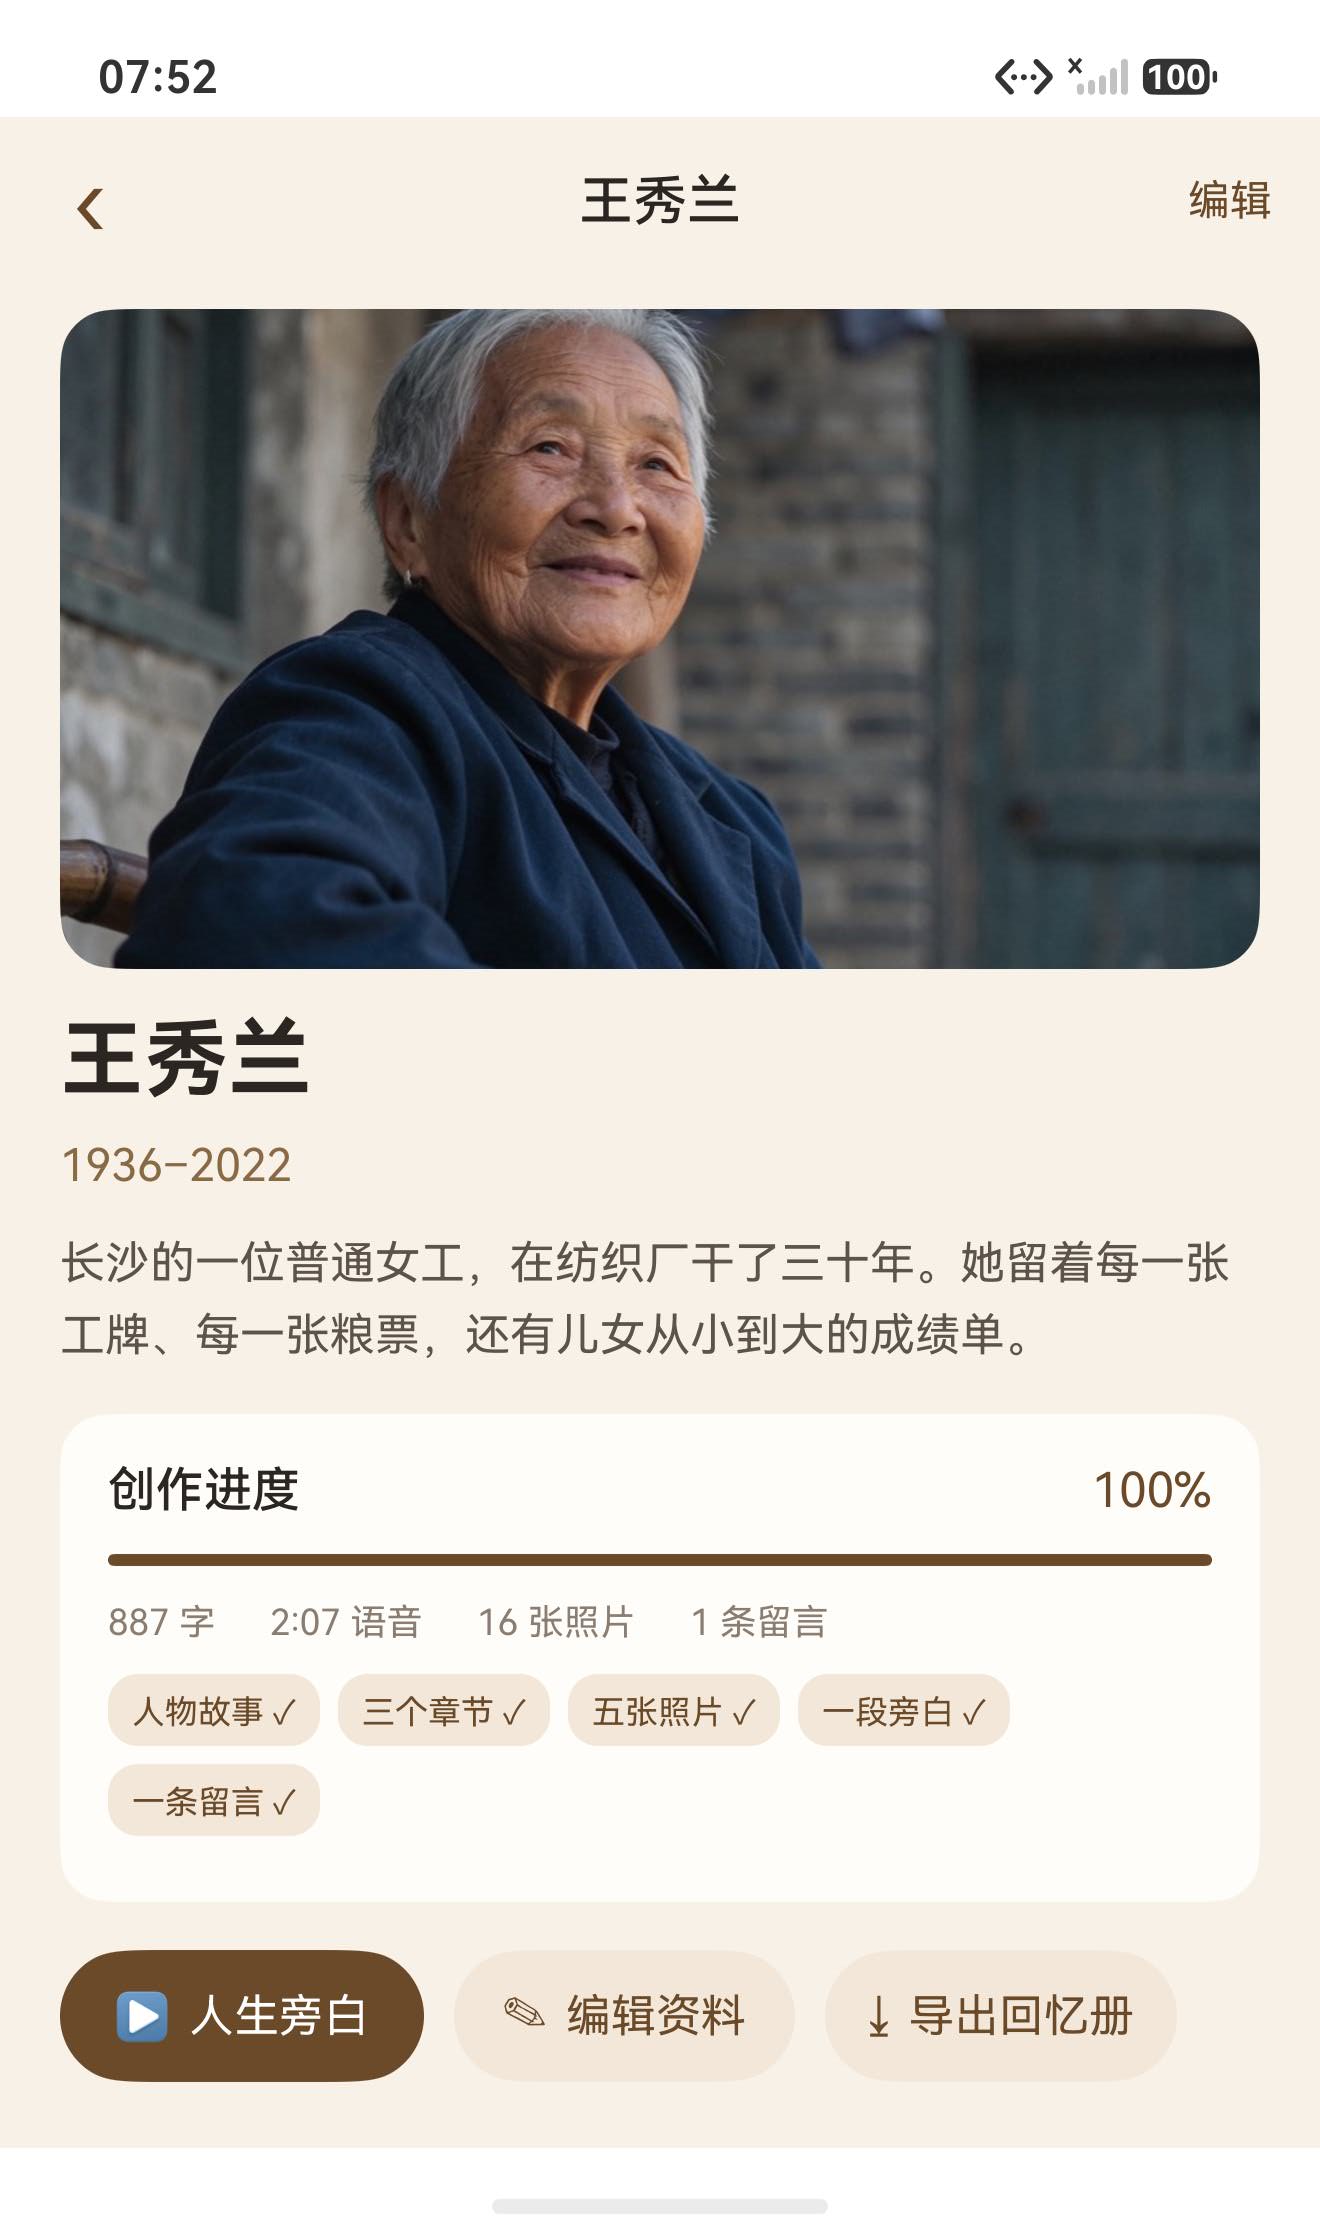 07:52
100
王秀兰
编辑
王秀兰
1936–2022
长沙的一位普通女工，在纺织厂干了三十年。她留着每一张
工牌、每一张粮票，还有儿女从小到大的成绩单。
创作进度
100%
887 字 2:07 语音 16 张照片 1 条留言
人物故事 ✓ 三个章节 ✓ 五张照片 ✓ 一段旁白 ✓
一条留言 ✓
▶ 人生旁白 ✎ 编辑资料 ↓ 导出回忆册